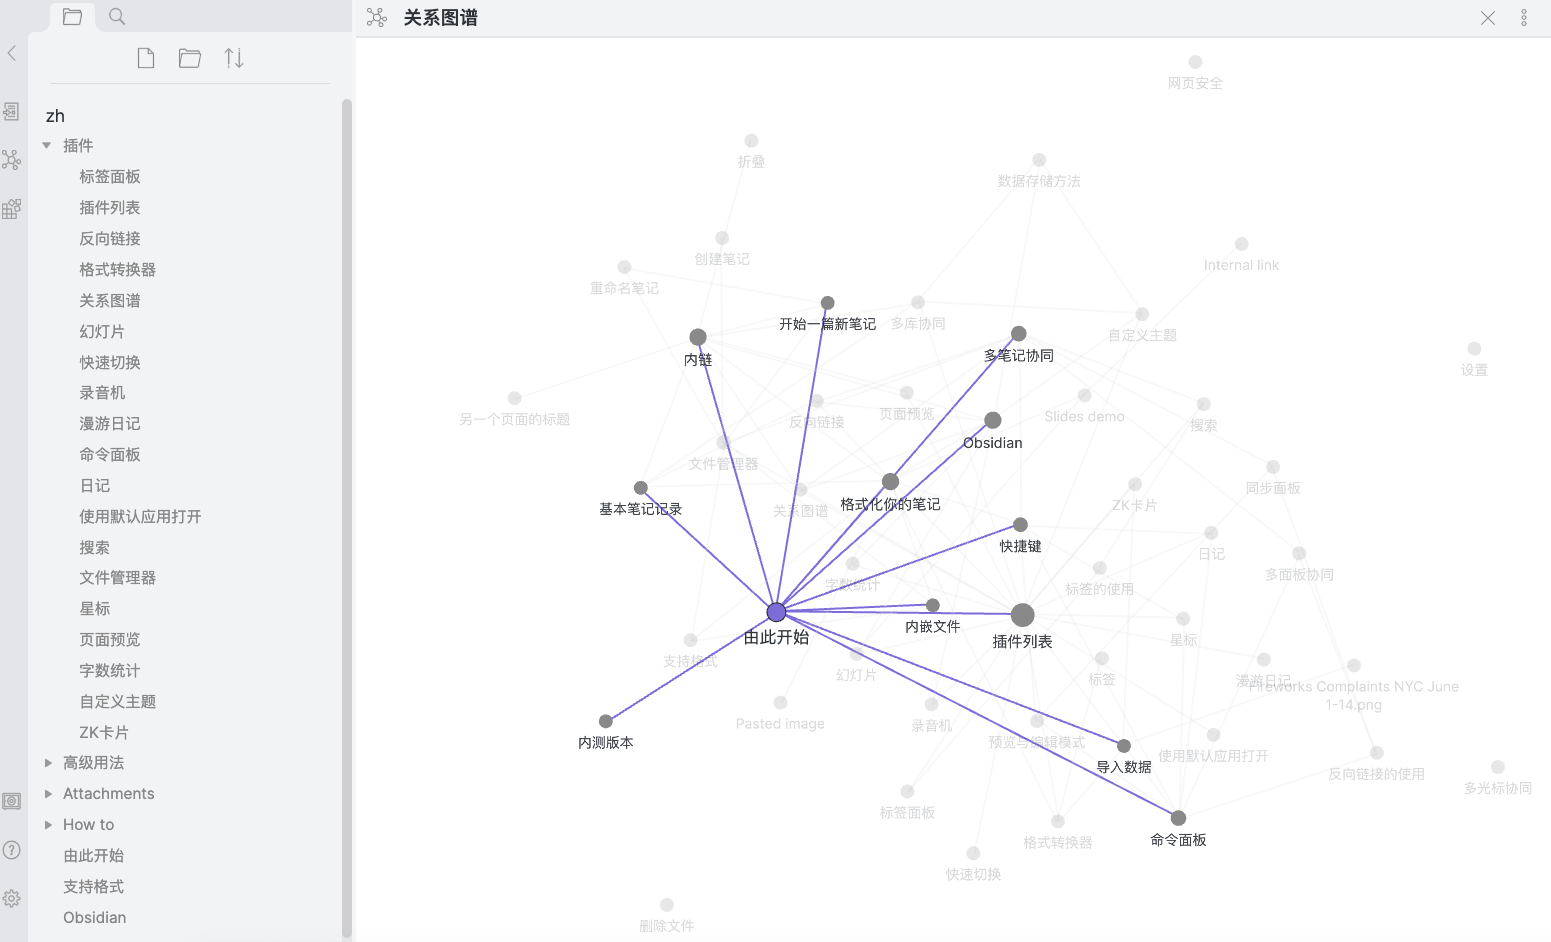 关系图谱
zh
插件
标签面板
插件列表
反向链接
格式转换器
关系图谱
幻灯片
快速切换
录音机
漫游日记
命令面板
日记
使用默认应用打开
搜索
文件管理器
星标
页面预览
字数统计
自定义主题
ZK卡片
高级用法
Attachments
How to
由此开始
支持格式
Obsidian
网页安全
折叠
数据存储方法
创建笔记
Internal link
重命名笔记
开始一篇新笔记
多库协同
自定义主题
内链
多笔记协同
设置
另一个页面的标题
反向链接
页面预览
Slides demo
搜索
Obsidian
文件管理器
同步面板
基本笔记记录
关系图谱
格式化你的笔记
ZK卡片
快捷键
日记
多面板协同
字数统计
标签的使用
由此开始
内嵌文件
插件列表
星标
支持格式
幻灯片
标签
漫游日记
Fireworks Complaints NYC June
1-14.png
Pasted image
录音机
内测版本
预览与编辑模式
使用默认应用打开
导入数据
反向链接的使用
多光标协同
标签面板
格式转换器
命令面板
快速切换
删除文件